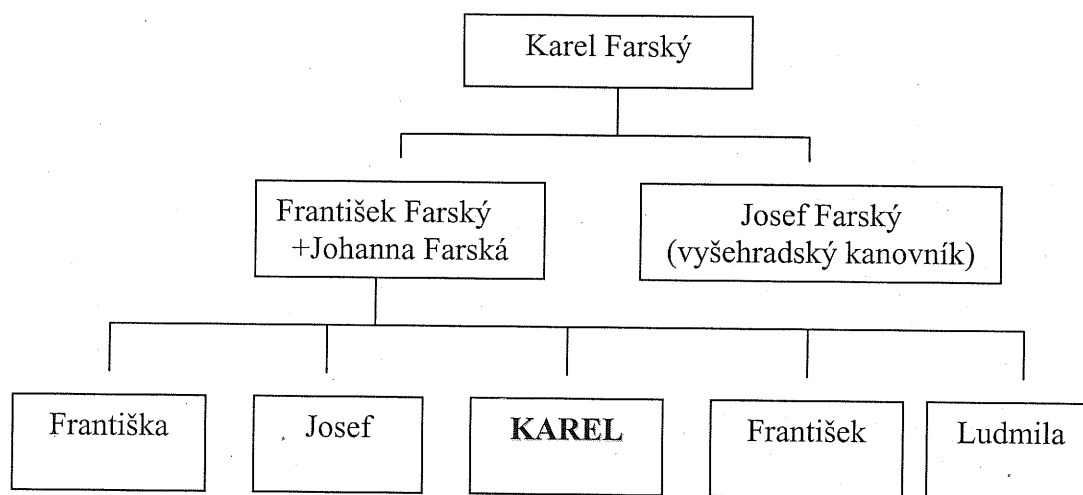 Karel Farský
František Farský
+Johanna Farská
Josef Farský
(vyšehradský kanovník)
Františka
Josef
KAREL
František
Ludmila